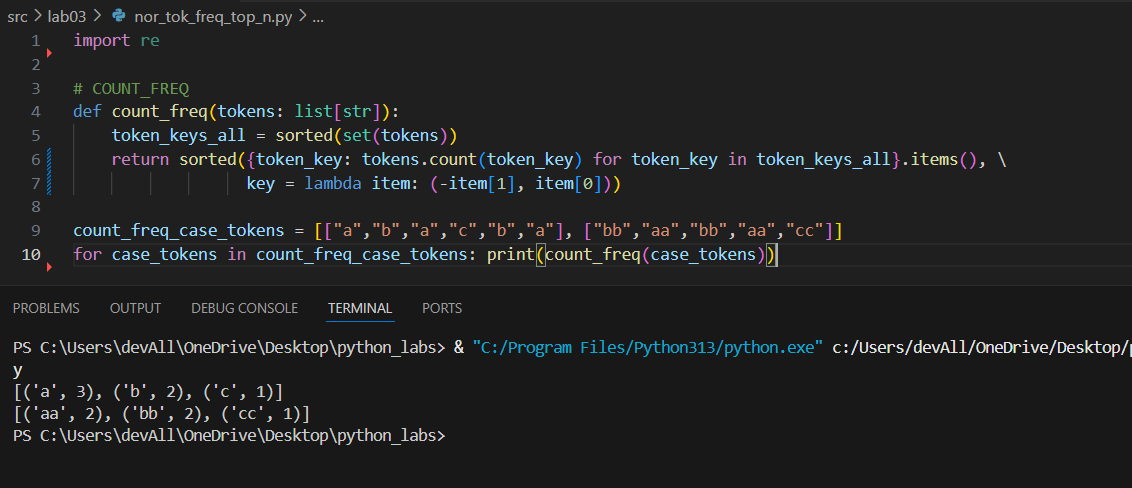 src > lab03 > nor_tok_freq_top_n.py > ...
1 import re
2
3 # COUNT_FREQ
4 def count_freq(tokens: list[str]):
5     token_keys_all = sorted(set(tokens))
6     return sorted({token_key: tokens.count(token_key) for token_key in token_keys_all}.items(), \
7                   key = lambda item: (-item[1], item[0]))
8
9 count_freq_case_tokens = [["a","b","a","c","b","a"], ["bb","aa","bb","aa","cc"]]
10 for case_tokens in count_freq_case_tokens: print(count_freq(case_tokens))
PROBLEMS OUTPUT DEBUG CONSOLE TERMINAL PORTS
PS C:\Users\devAll\OneDrive\Desktop\python_labs> & "C:/Program Files/Python313/python.exe" c:/Users/devAll/OneDrive/Desktop/
y
[('a', 3), ('b', 2), ('c', 1)]
[('aa', 2), ('bb', 2), ('cc', 1)]
PS C:\Users\devAll\OneDrive\Desktop\python_labs>